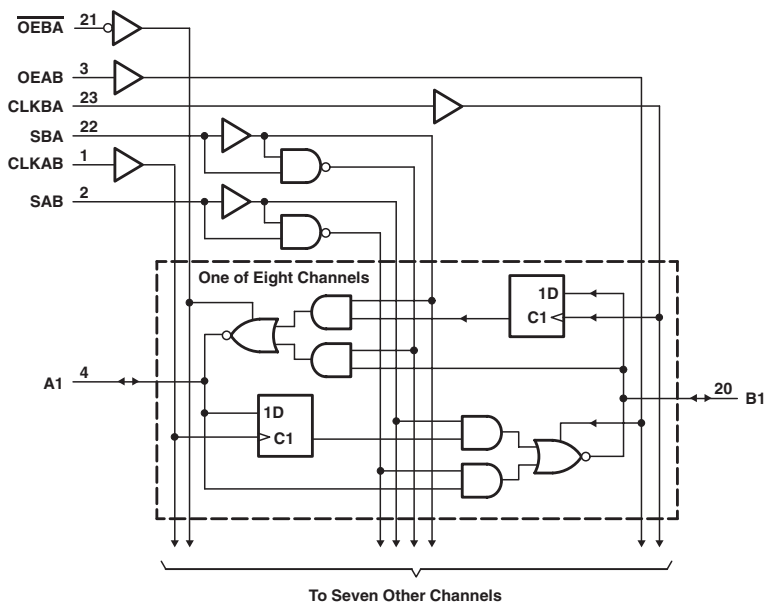 OEBA 21
OEAB 3
CLKBA 23
SBA 22
CLKAB 1
SAB 2
One of Eight Channels
1D
C1
A1 4
20 B1
1D
C1
To Seven Other Channels